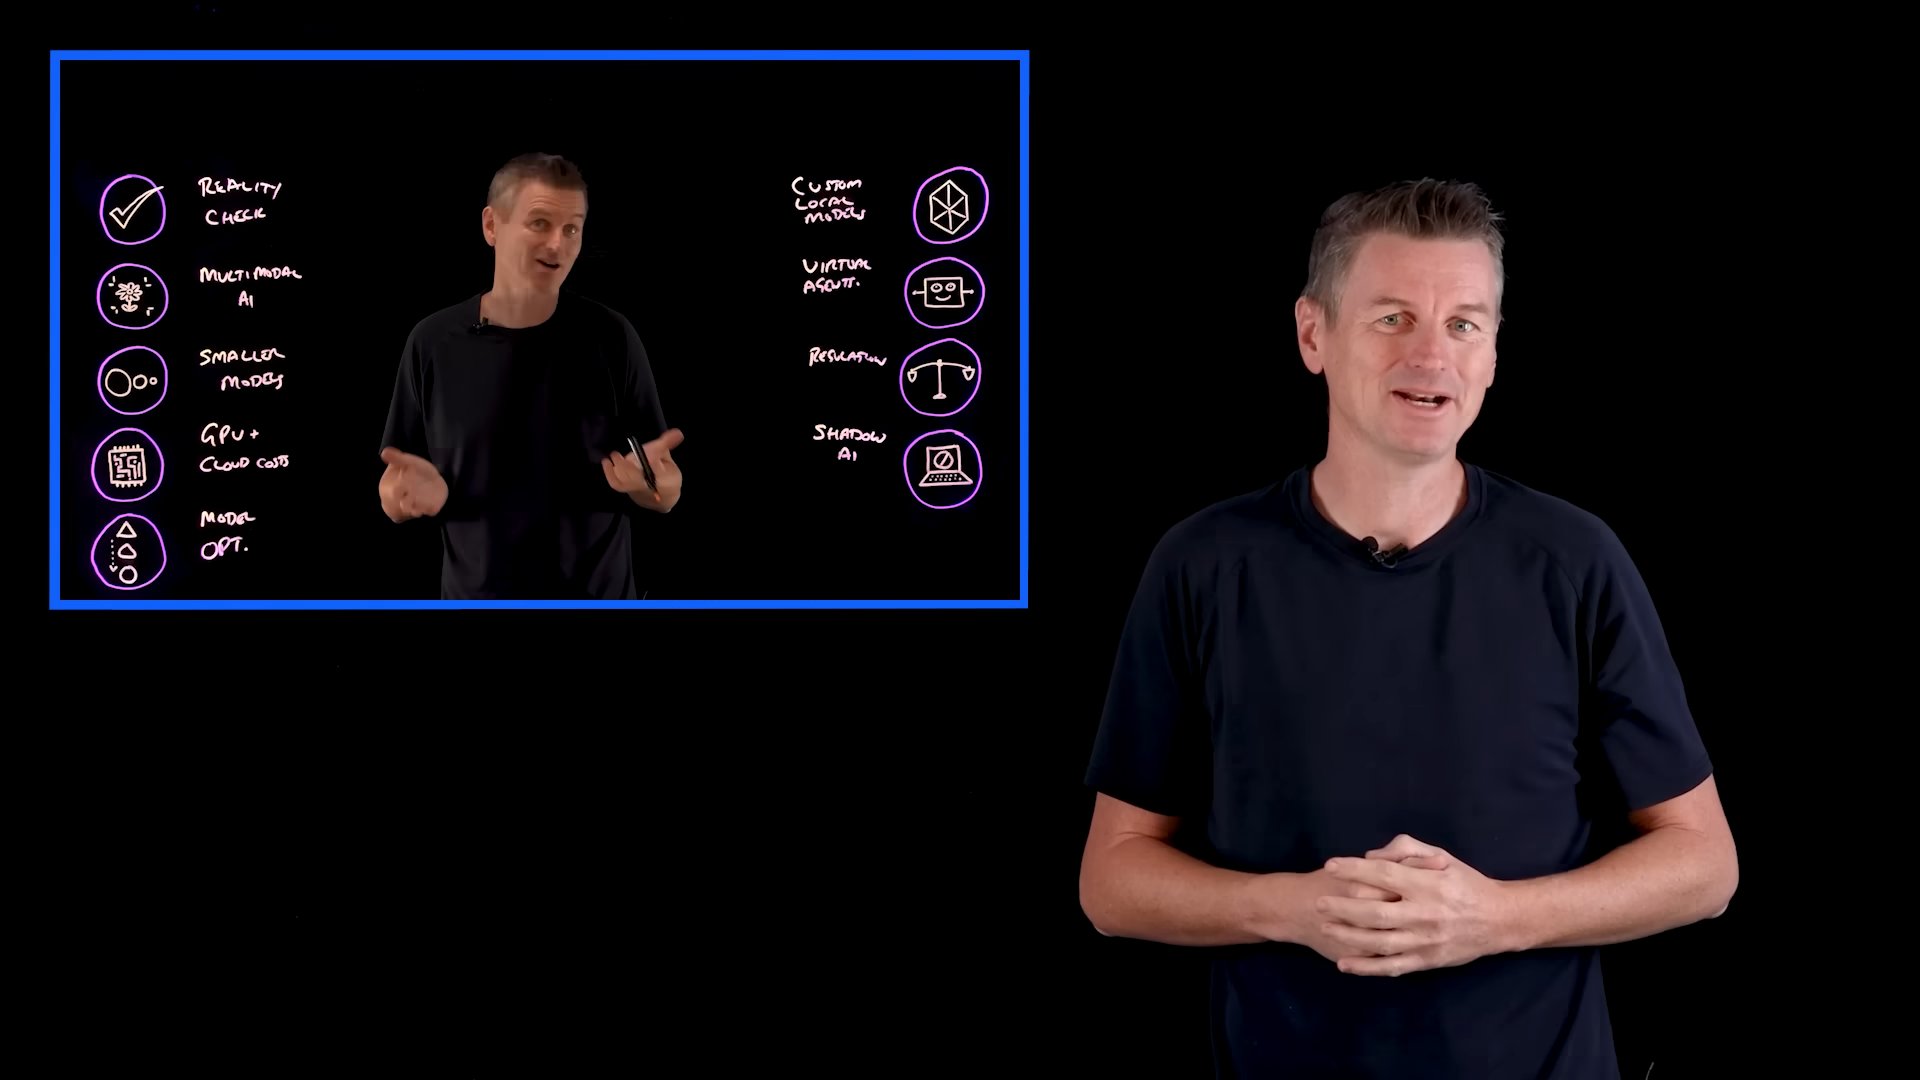 REALITY
CHECK
MULTIMODAL
AI
SMALLER
MODELS
GPU +
CLOUD COSTS
MODEL
OPT.
CUSTOM
LOCAL
MODELS
VIRTUAL
AGENTS.
REGULATION
SHADOW
AI